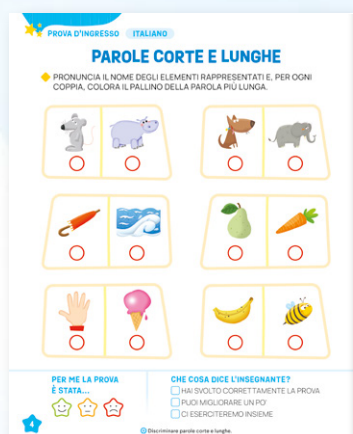 PROVA D'INGRESSO ITALIANO
PAROLE CORTE E LUNGHE
PRONUNCIA IL NOME DEGLI ELEMENTI RAPPRESENTATI E, PER OGNI
COPPIA, COLORA IL PALLINO DELLA PAROLA PIÙ LUNGA.
PER ME LA PROVA
È STATA...
CHE COSA DICE L'INSEGNANTE?
HAI SVOLTO CORRETTAMENTE LA PROVA
PUOI MIGLIORARE UN PO'
CI ESERCITEREMO INSIEME
4
Discriminare parole corte e lunghe.